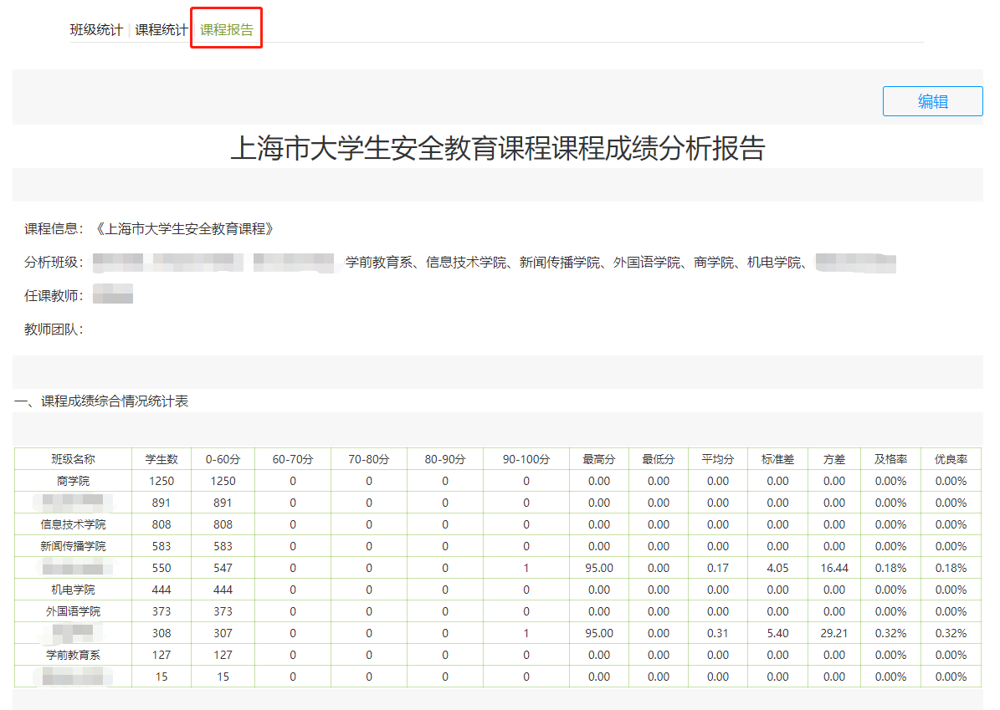 班级统计 | 课程统计 | 课程报告
编辑
上海市大学生安全教育课程课程成绩分析报告
课程信息：《上海市大学生安全教育课程》
分析班级： 学前教育系、信息技术学院、新闻传播学院、外国语学院、商学院、机电学院、
任课教师：
教师团队：
一、课程成绩综合情况统计表
班级名称 学生数 0-60分 60-70分 70-80分 80-90分 90-100分 最高分 最低分 平均分 标准差 方差 及格率 优良率
商学院 1250 1250 0 0 0 0 0.00 0.00 0.00 0.00 0.00 0.00% 0.00%
891 891 0 0 0 0 0.00 0.00 0.00 0.00 0.00 0.00% 0.00%
信息技术学院 808 808 0 0 0 0 0.00 0.00 0.00 0.00 0.00 0.00% 0.00%
新闻传播学院 583 583 0 0 0 0 0.00 0.00 0.00 0.00 0.00 0.00% 0.00%
550 547 0 0 0 1 95.00 0.00 0.17 4.05 16.44 0.18% 0.18%
机电学院 444 444 0 0 0 0 0.00 0.00 0.00 0.00 0.00 0.00% 0.00%
外国语学院 373 373 0 0 0 0 0.00 0.00 0.00 0.00 0.00 0.00% 0.00%
308 307 0 0 0 1 95.00 0.00 0.31 5.40 29.21 0.32% 0.32%
学前教育系 127 127 0 0 0 0 0.00 0.00 0.00 0.00 0.00 0.00% 0.00%
15 15 0 0 0 0 0.00 0.00 0.00 0.00 0.00 0.00% 0.00%